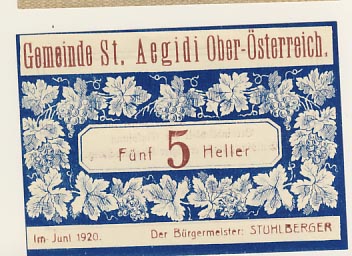 Gemeinde St. Aegidi Ober-Österreich.
Fünf 5 Heller
Im Juni 1920. Der Bürgermeister: STUHLBERGER